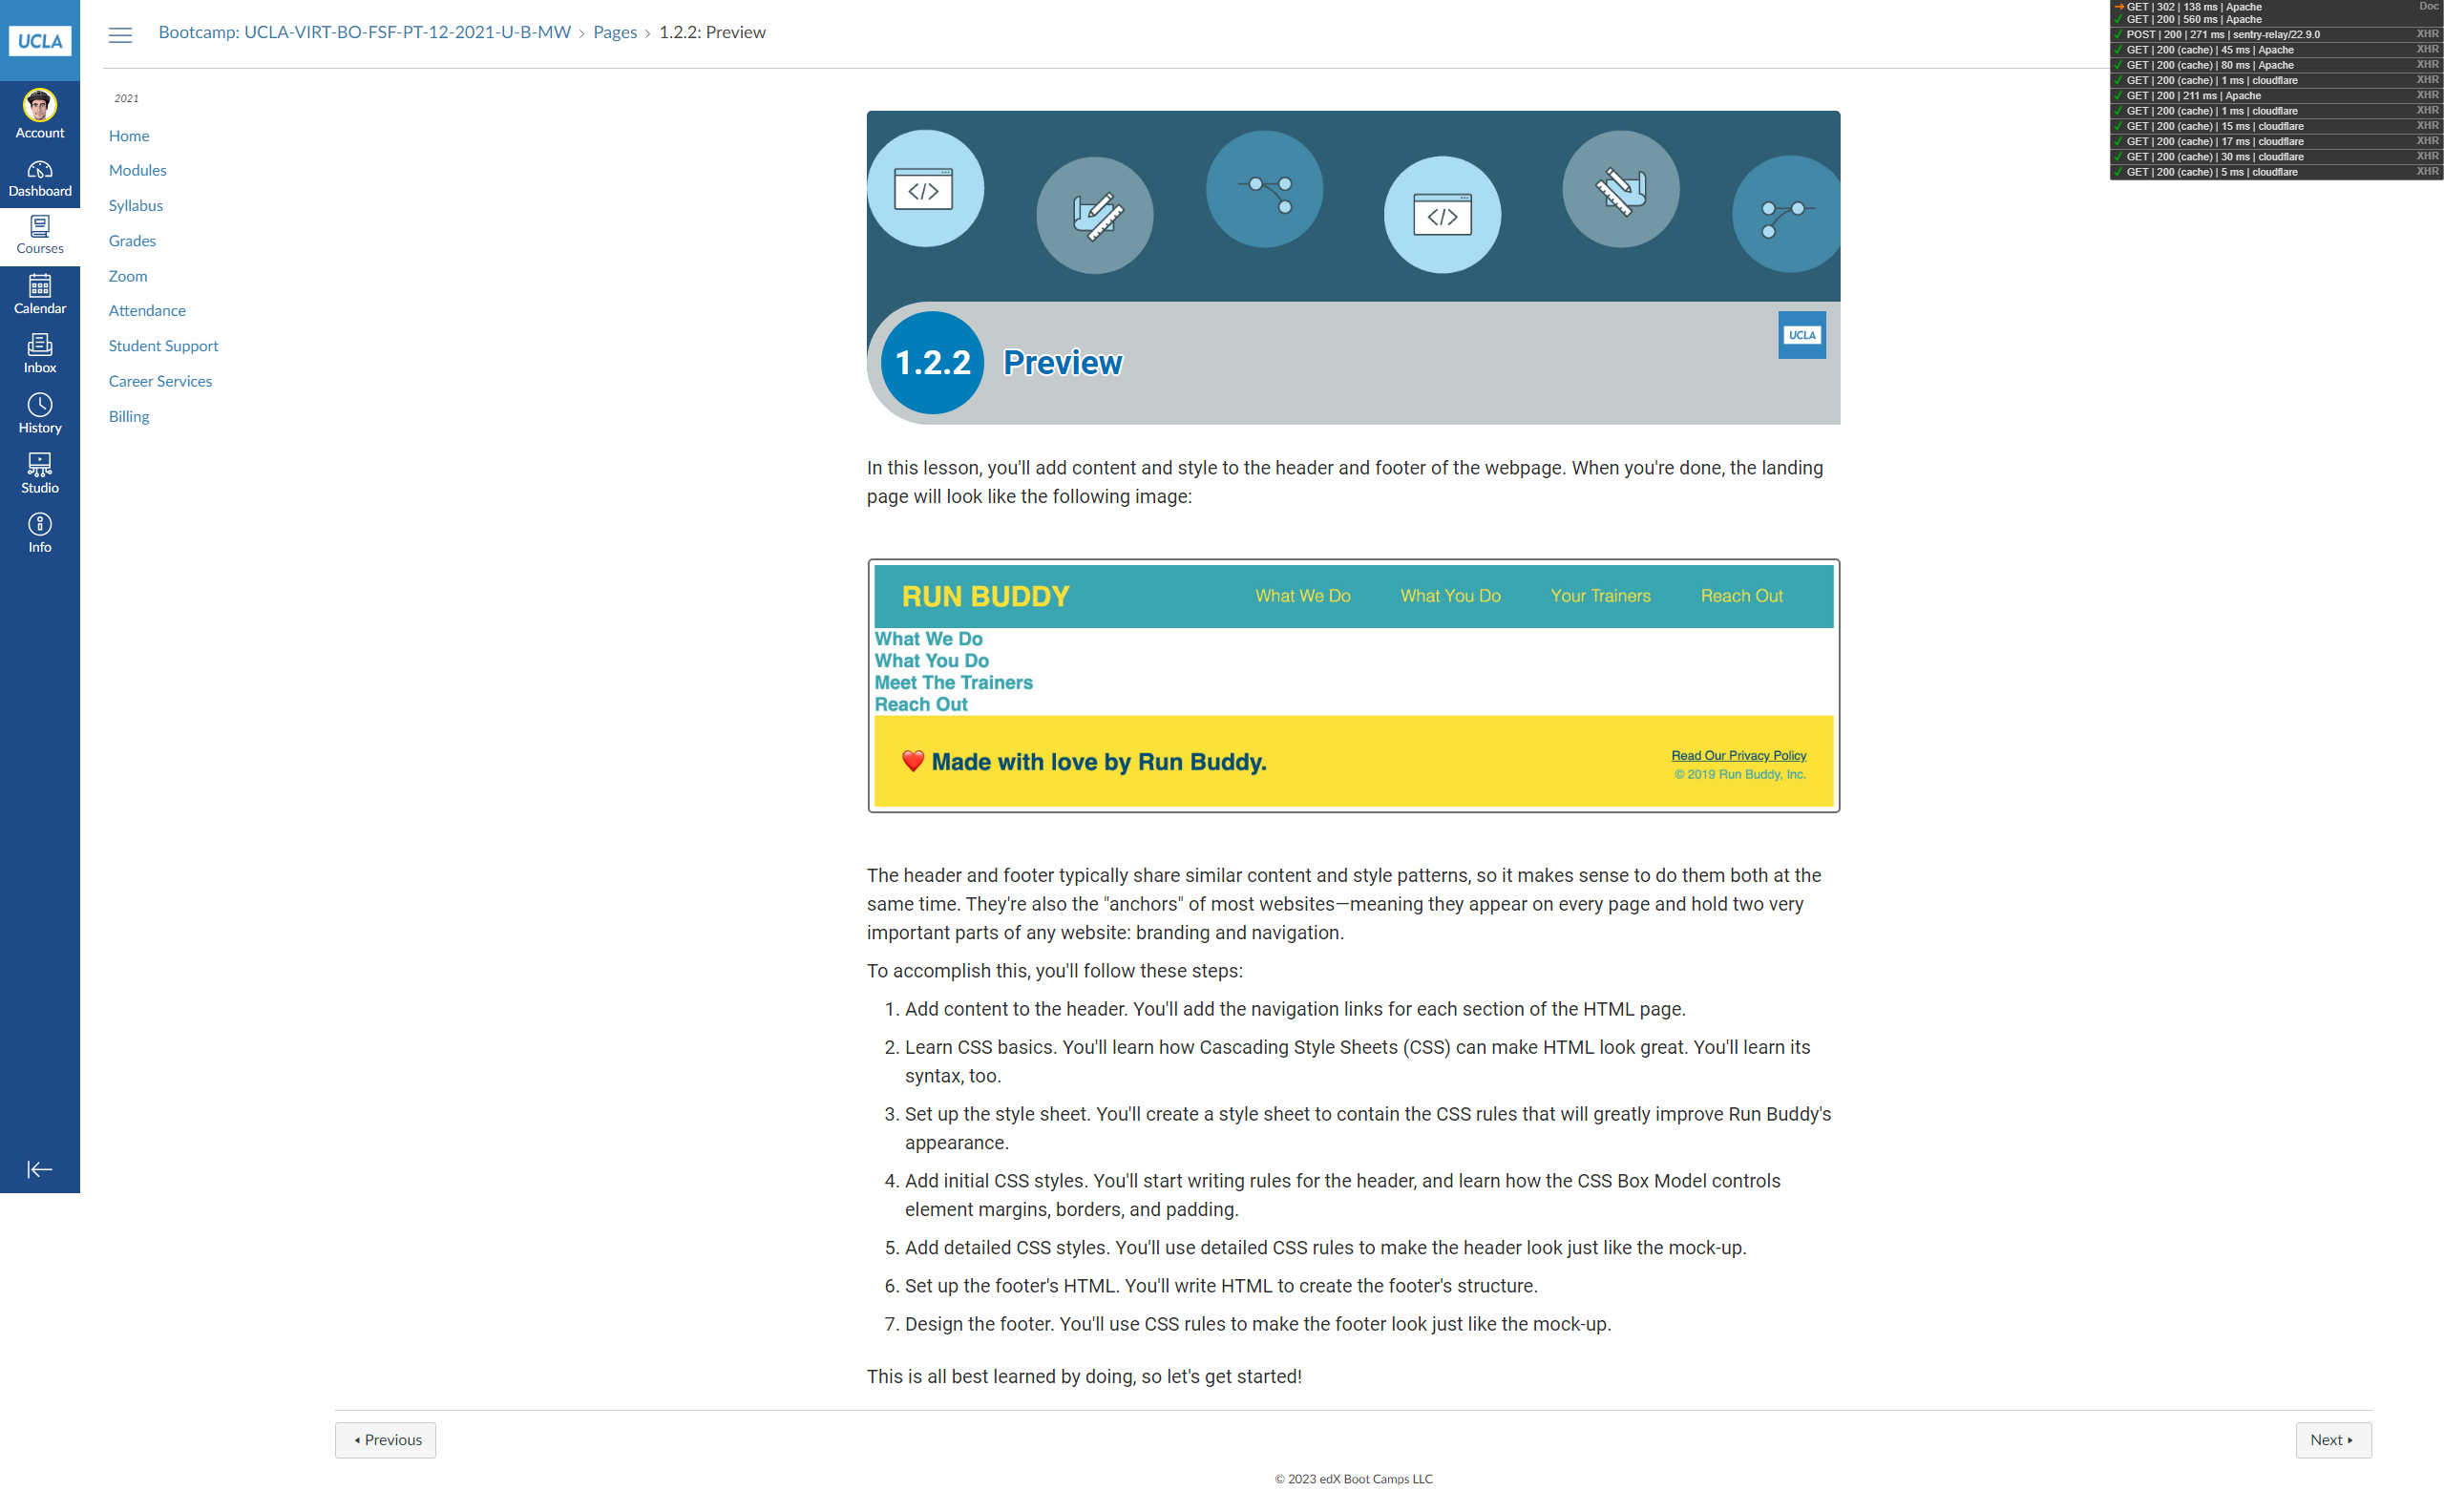 UCLA
Account
Dashboard
Courses
Calendar
Inbox
History
Studio
Info
Bootcamp: UCLA-VIRT-BO-FSF-PT-12-2021-U-B-MW › Pages › 1.2.2: Preview
2021
Home
Modules
Syllabus
Grades
Zoom
Attendance
Student Support
Career Services
Billing
GET | 302 | 138 ms | Apache Doc
GET | 200 | 560 ms | Apache
POST | 200 | 271 ms | sentry-relay/22.9.0 XHR
GET | 200 (cache) | 45 ms | Apache XHR
GET | 200 (cache) | 80 ms | Apache XHR
GET | 200 (cache) | 1 ms | cloudflare XHR
GET | 200 | 211 ms | Apache XHR
GET | 200 (cache) | 1 ms | cloudflare XHR
GET | 200 (cache) | 15 ms | cloudflare XHR
GET | 200 (cache) | 17 ms | cloudflare XHR
GET | 200 (cache) | 30 ms | cloudflare XHR
GET | 200 (cache) | 5 ms | cloudflare XHR
</> </>
1.2.2 Preview
UCLA
In this lesson, you'll add content and style to the header and footer of the webpage. When you're done, the landing
page will look like the following image:
RUN BUDDY What We Do What You Do Your Trainers Reach Out
What We Do
What You Do
Meet The Trainers
Reach Out
❤️ Made with love by Run Buddy.
Read Our Privacy Policy
© 2019 Run Buddy, Inc.
The header and footer typically share similar content and style patterns, so it makes sense to do them both at the
same time. They're also the "anchors" of most websites—meaning they appear on every page and hold two very
important parts of any website: branding and navigation.
To accomplish this, you'll follow these steps:
1. Add content to the header. You'll add the navigation links for each section of the HTML page.
2. Learn CSS basics. You'll learn how Cascading Style Sheets (CSS) can make HTML look great. You'll learn its
syntax, too.
3. Set up the style sheet. You'll create a style sheet to contain the CSS rules that will greatly improve Run Buddy's
appearance.
4. Add initial CSS styles. You'll start writing rules for the header, and learn how the CSS Box Model controls
element margins, borders, and padding.
5. Add detailed CSS styles. You'll use detailed CSS rules to make the header look just like the mock-up.
6. Set up the footer's HTML. You'll write HTML to create the footer's structure.
7. Design the footer. You'll use CSS rules to make the footer look just like the mock-up.
This is all best learned by doing, so let's get started!
◂ Previous
Next ▸
© 2023 edX Boot Camps LLC